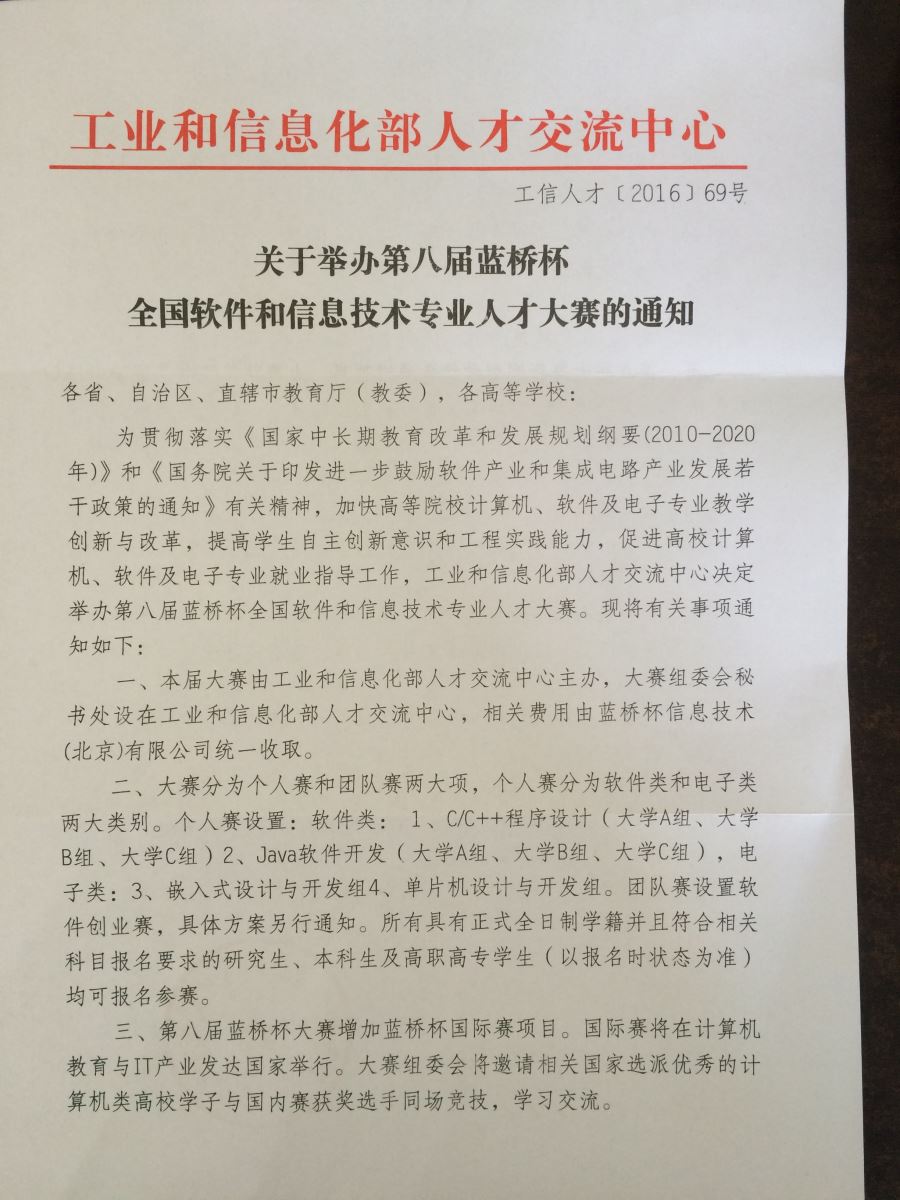 工业和信息化部人才交流中心
工信人才〔2016〕69号
关于举办第八届蓝桥杯
全国软件和信息技术专业人才大赛的通知
各省、自治区、直辖市教育厅（教委），各高等学校：
为贯彻落实《国家中长期教育改革和发展规划纲要(2010-2020
年)》和《国务院关于印发进一步鼓励软件产业和集成电路产业发展若
干政策的通知》有关精神，加快高等院校计算机、软件及电子专业教学
创新与改革，提高学生自主创新意识和工程实践能力，促进高校计算
机、软件及电子专业就业指导工作，工业和信息化部人才交流中心决定
举办第八届蓝桥杯全国软件和信息技术专业人才大赛。现将有关事项通
知如下：
一、本届大赛由工业和信息化部人才交流中心主办，大赛组委会秘
书处设在工业和信息化部人才交流中心，相关费用由蓝桥杯信息技术
(北京)有限公司统一收取。
二、大赛分为个人赛和团队赛两大项，个人赛分为软件类和电子类
两大类别。个人赛设置：软件类： 1、C/C++程序设计（大学A组、大学
B组、大学C组）2、Java软件开发（大学A组、大学B组、大学C组），电
子类：3、嵌入式设计与开发组4、单片机设计与开发组。团队赛设置软
件创业赛，具体方案另行通知。所有具有正式全日制学籍并且符合相关
科目报名要求的研究生、本科生及高职高专学生（以报名时状态为准）
均可报名参赛。
三、第八届蓝桥杯大赛增加蓝桥杯国际赛项目。国际赛将在计算机
教育与IT产业发达国家举行。大赛组委会将邀请相关国家选派优秀的计
算机类高校学子与国内赛获奖选手同场竞技，学习交流。